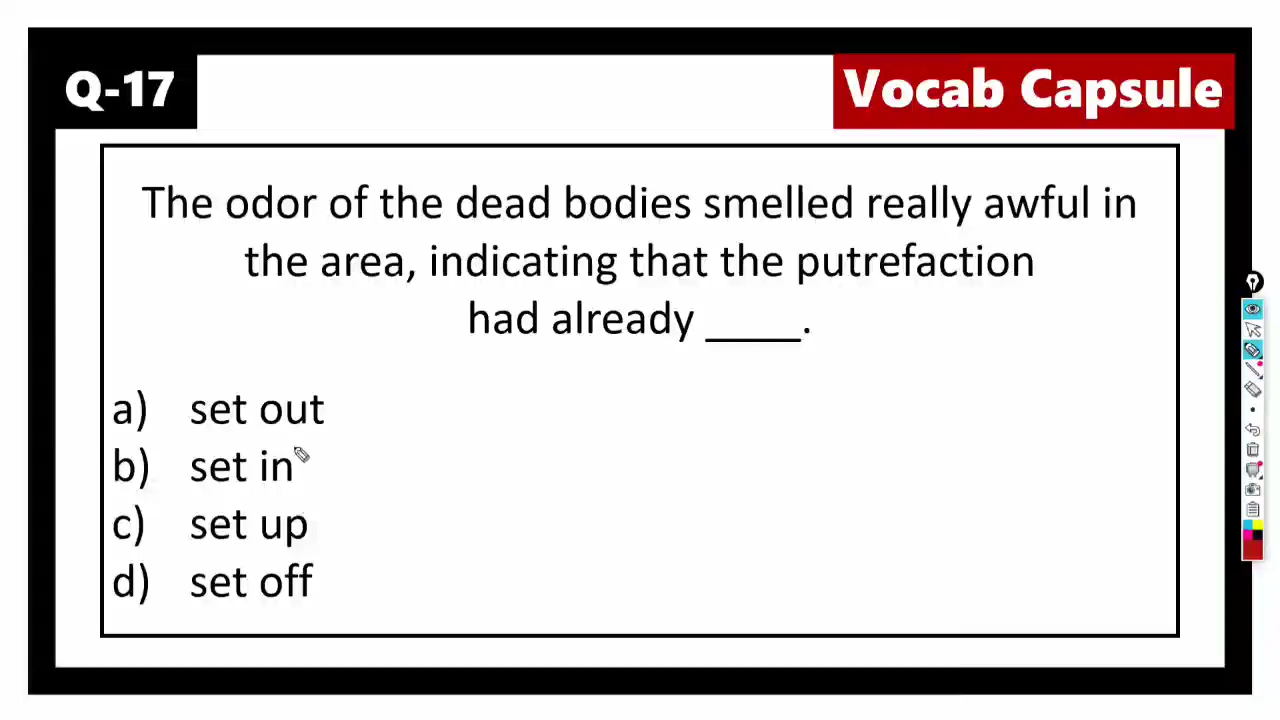 Q-17
Vocab Capsule
The odor of the dead bodies smelled really awful in
the area, indicating that the putrefaction
had already ____.
a) set out
b) set in
c) set up
d) set off